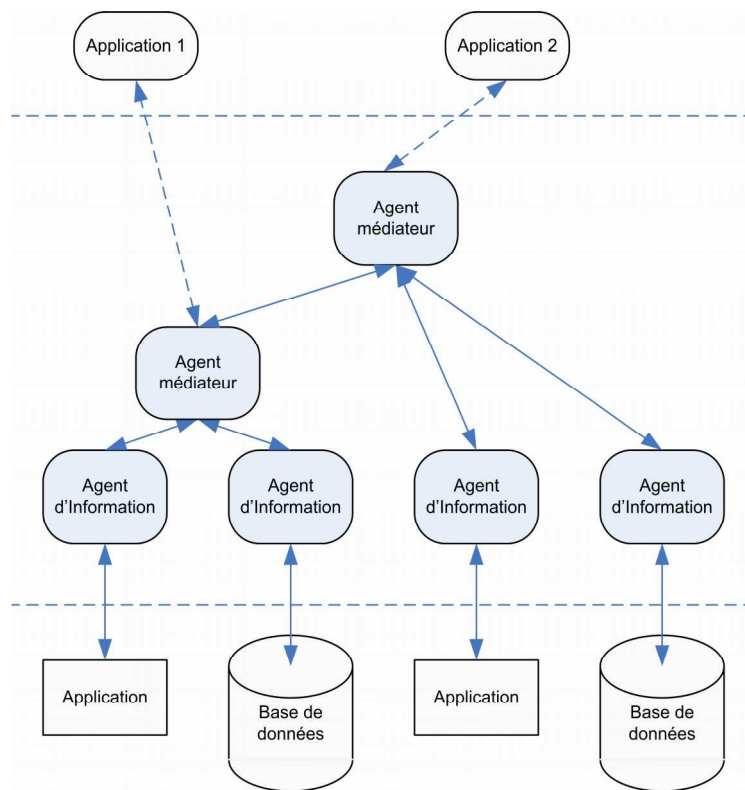 Application 1
Application 2
Agent
médiateur
Agent
médiateur
Agent
d'Information
Agent
d'Information
Agent
d'Information
Agent
d'Information
Application
Base de
données
Application
Base de
données